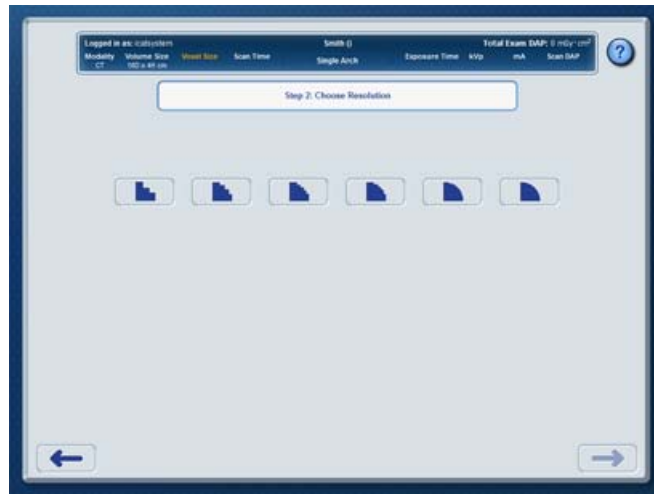 Logged in as: icatsystem Smith () Total Exam DAP: 0 mGy·cm²
Modality Volume Size Voxel Size Scan Time Single Arch Exposure Time kVp mA Scan DAP
CT
Step 2: Choose Resolution
?